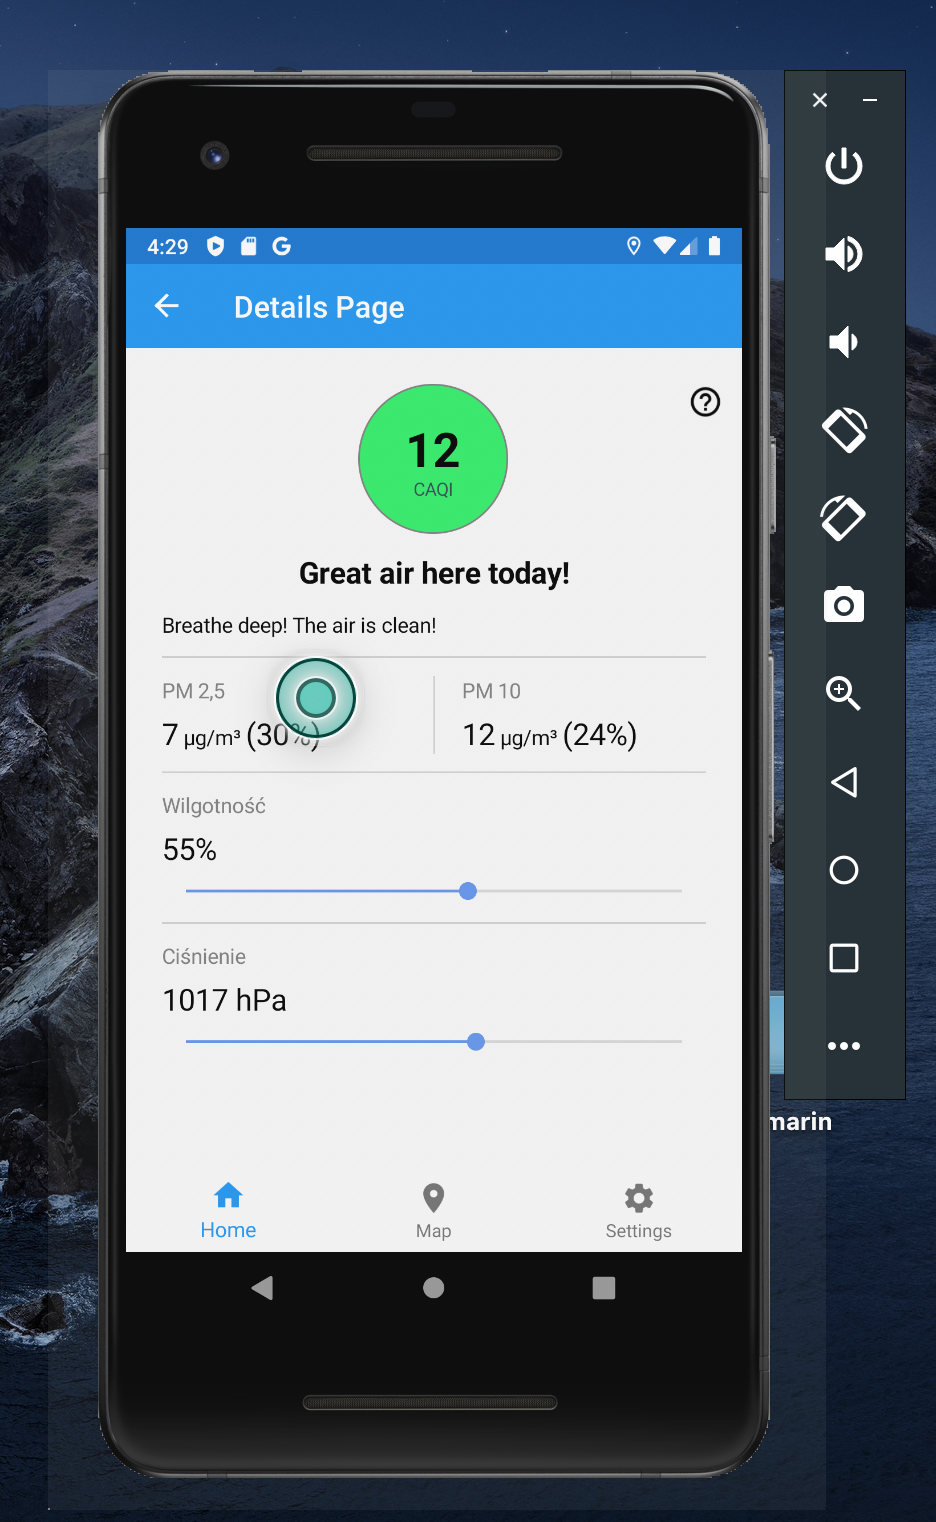 4:29
Details Page
12
CAQI
Great air here today!
Breathe deep! The air is clean!
PM 2,5
PM 10
7 µg/m³ (30%)
12 µg/m³ (24%)
Wilgotność
55%
Ciśnienie
1017 hPa
marin
Home
Map
Settings